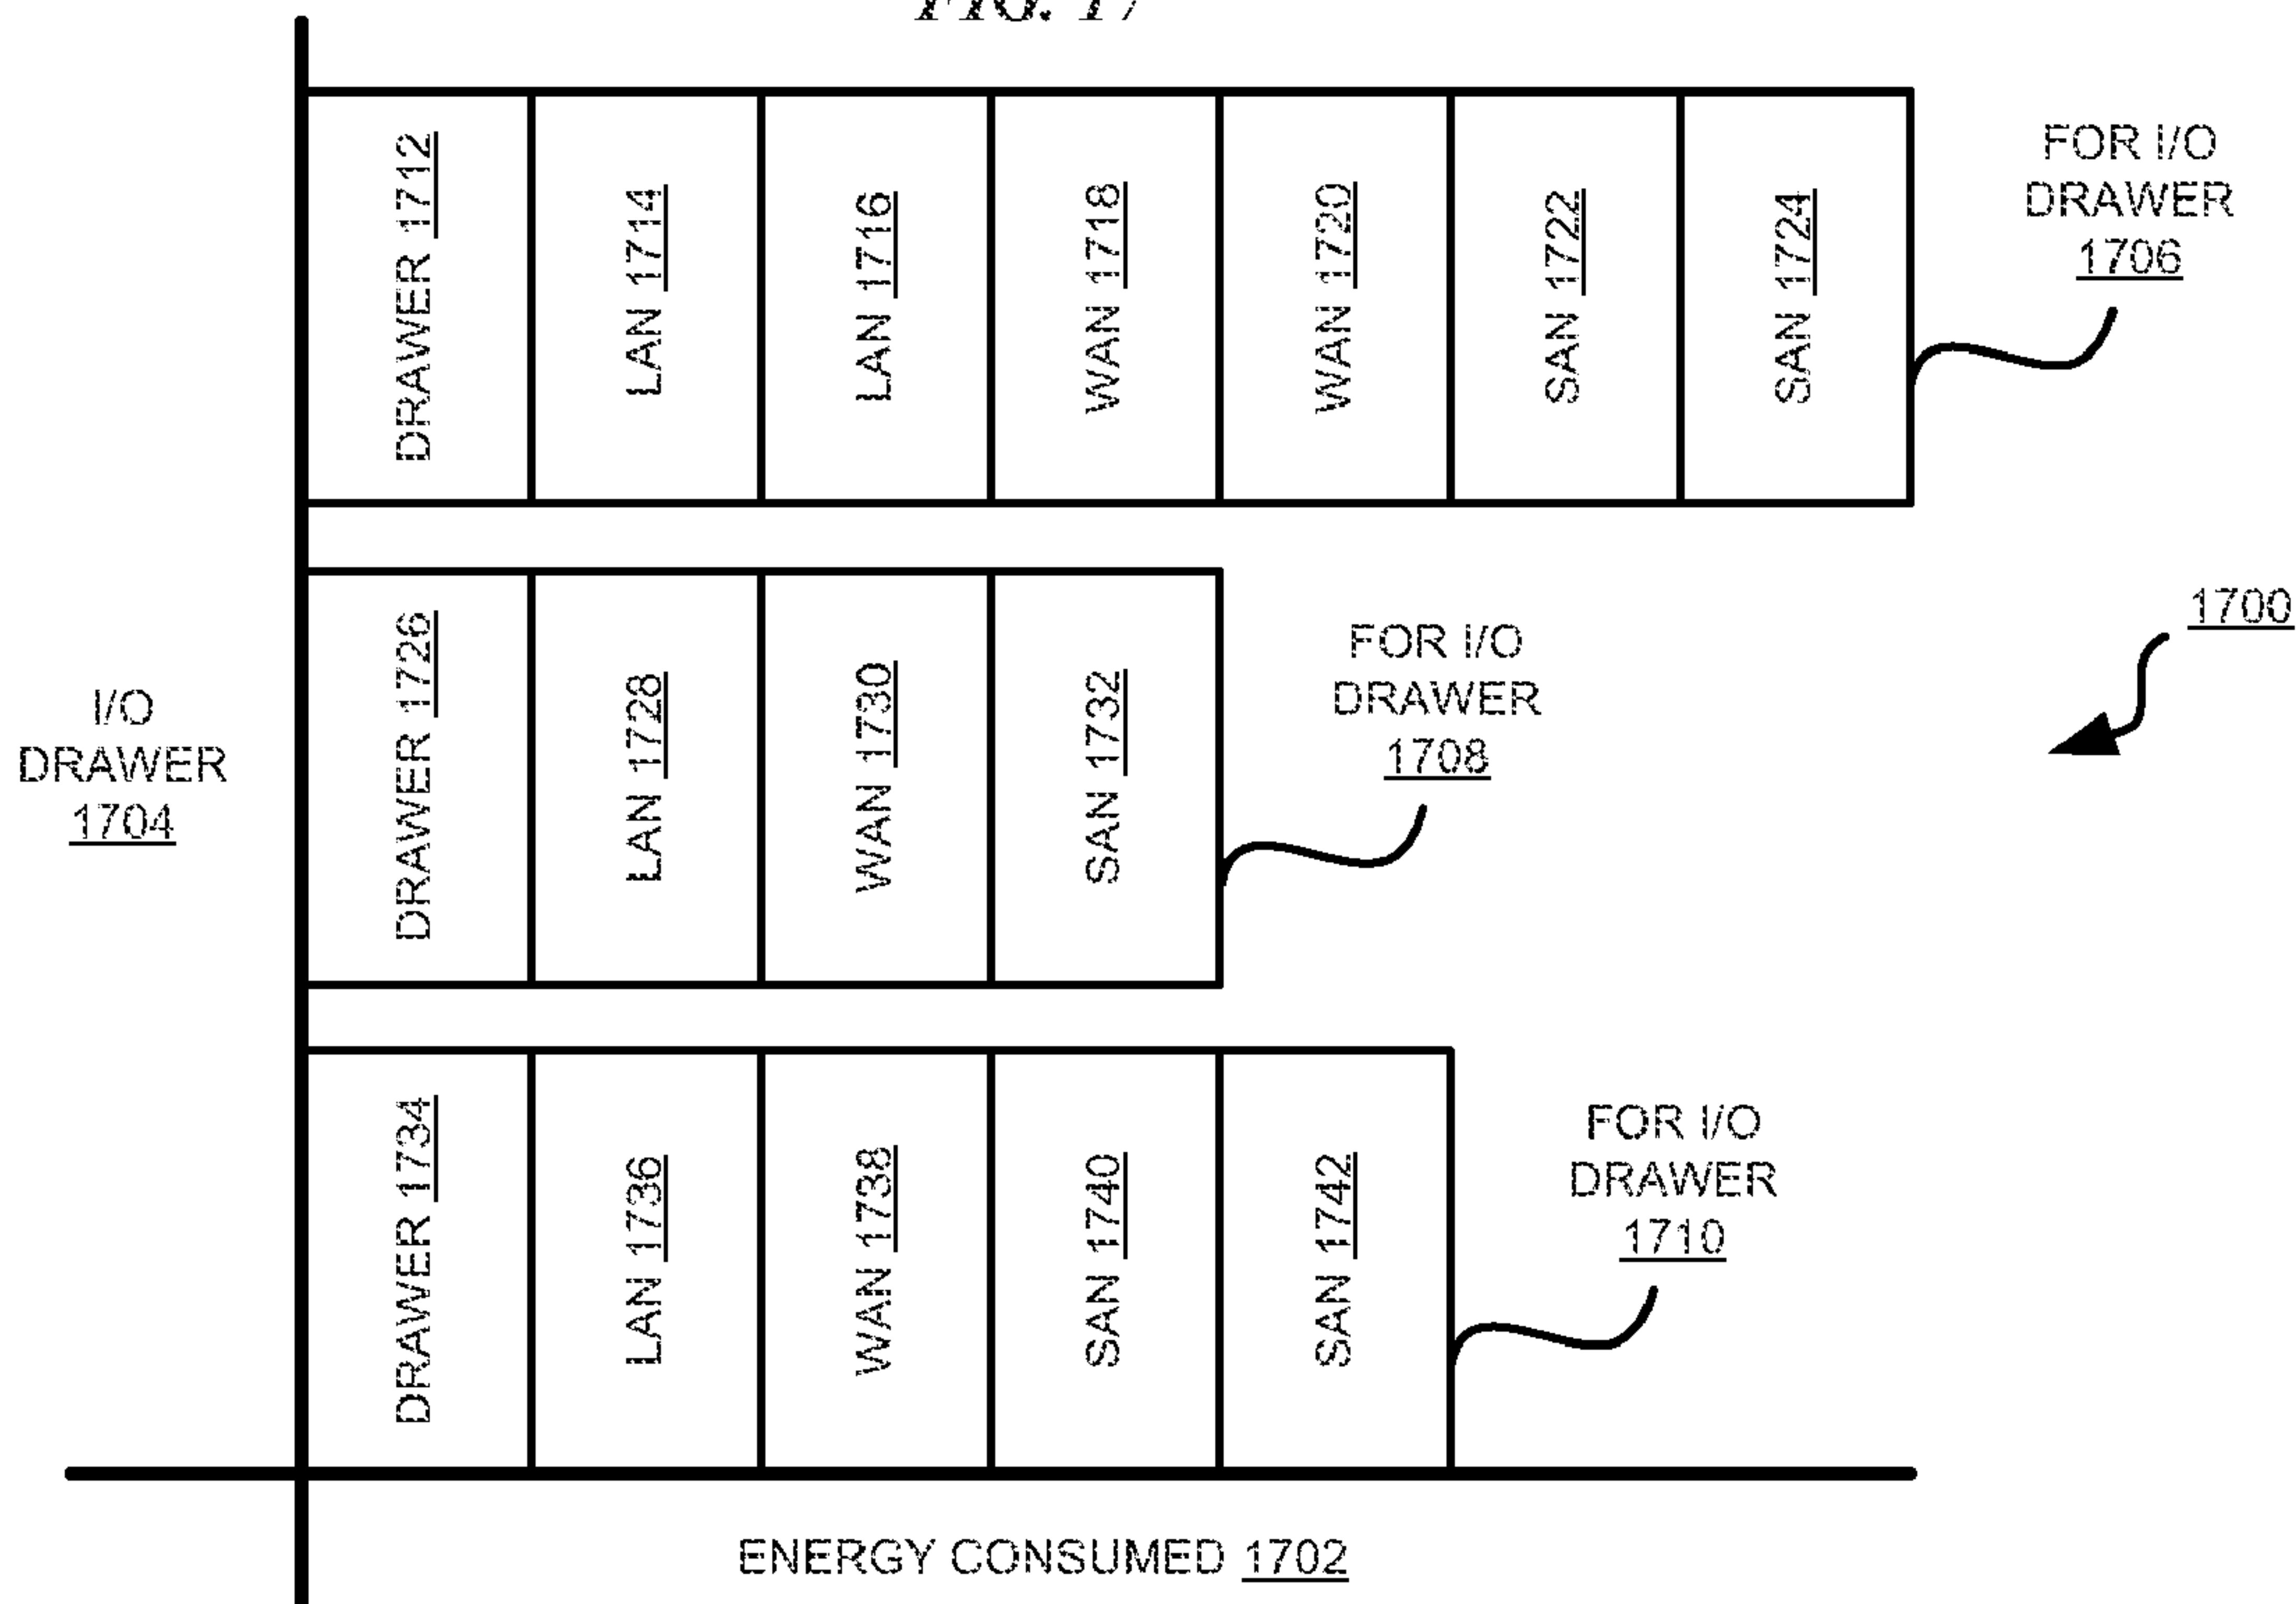 FIG. 17
DRAWER 1712
LAN 1714
LAN 1716
WAN 1718
WAN 1720
SAN 1722
SAN 1724
FOR I/O
DRAWER
1706
DRAWER 1726
LAN 1728
WAN 1730
SAN 1732
FOR I/O
DRAWER
1708
1700
I/O
DRAWER
1704
DRAWER 1734
LAN 1736
WAN 1738
SAN 1740
SAN 1742
FOR I/O
DRAWER
1710
ENERGY CONSUMED 1702